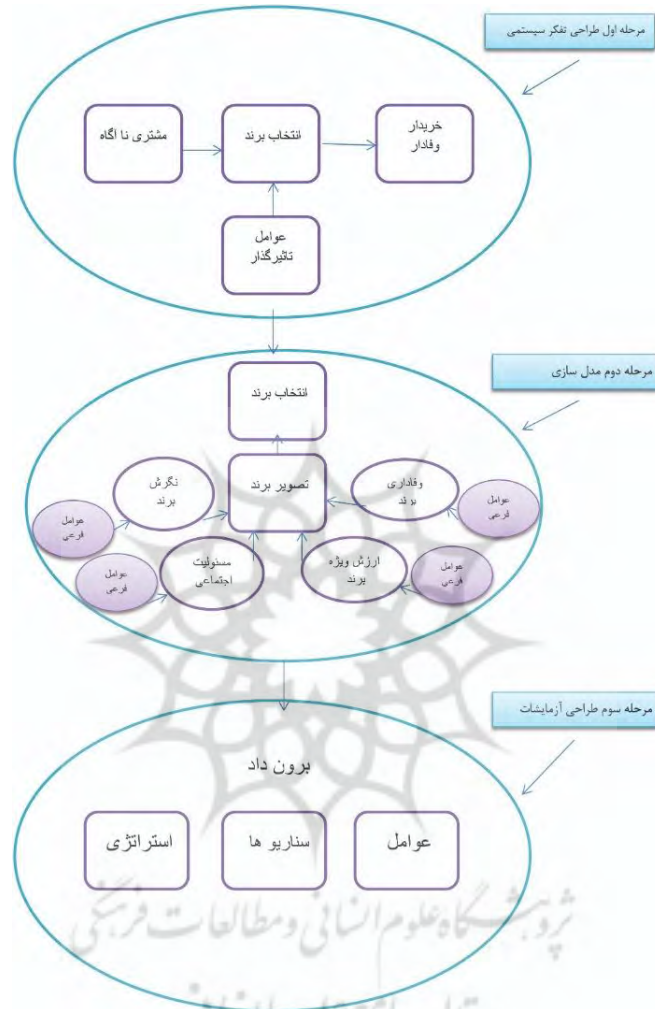 مرحله اول طراحی تفکر سیستمی
خریدار
وفادار
انتخاب برند
مشتری نا آگاه
عوامل
تاثیرگذار
مرحله دوم مدل سازی
انتخاب برند
تصویر برند
وفاداری
برند
عوامل
فرعی
نگرش
برند
عوامل
فرعی
ارزش ویژه
برند
عوامل
فرعی
مسئولیت
اجتماعی
عوامل
فرعی
مرحله سوم طراحی آزمایشات
برون داد
عوامل
سناریو ها
استراتژی
پژوهشگاه علوم انسانی و مطالعات فرهنگی